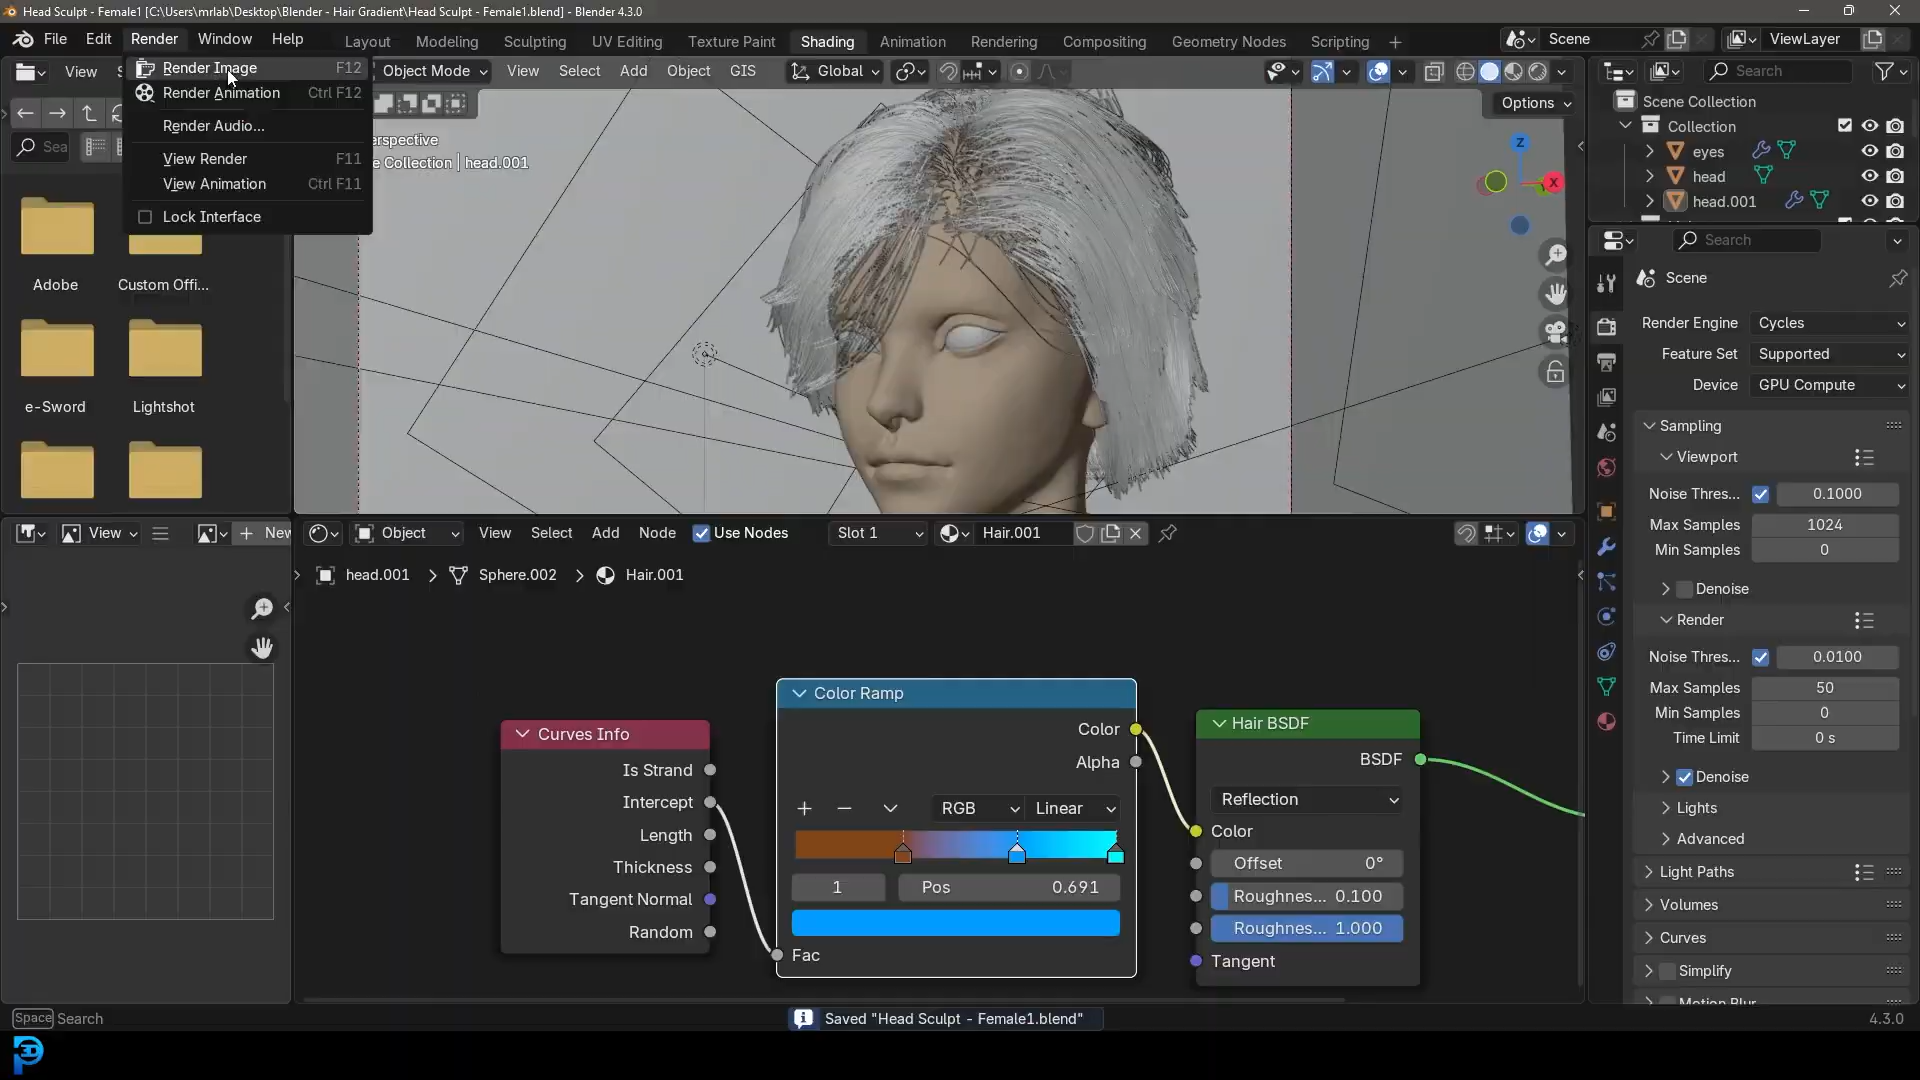 Head Sculpt - Female1 [C:\Users\mrlab\Desktop\Blender - Hair Gradient\Head Sculpt - Female1.blend] - Blender 4.3.0
File Edit Render Window Help Layout Modeling Sculpting UV Editing Texture Paint Shading Animation Rendering Compositing Geometry Nodes Scripting + Scene ViewLayer
View S Object Mode View Select Add Object GIS Global Search
Render Image F12
Render Animation Ctrl F12
Render Audio...
View Render F11
View Animation Ctrl F11
Lock Interface
Sea
Adobe
Custom Offi...
e-Sword
Lightshot
erspective
e Collection | head.001
Options
Z
X
Scene Collection
Collection
eyes
head
head.001
Search
Scene
Render Engine Cycles
Feature Set Supported
Device GPU Compute
Sampling
Viewport
Noise Thres... 0.1000
Max Samples 1024
Min Samples 0
Denoise
Render
Noise Thres... 0.0100
Max Samples 50
Min Samples 0
Time Limit 0 s
Denoise
Lights
Advanced
Light Paths
Volumes
Curves
Simplify
Motion Blur
View + New
Object View Select Add Node Use Nodes Slot 1 Hair.001
head.001 > Sphere.002 > Hair.001
Curves Info
Is Strand
Intercept
Length
Thickness
Tangent Normal
Random
Color Ramp
Color
Alpha
+ − RGB Linear
1 Pos 0.691
Fac
Hair BSDF
BSDF
Reflection
Color
Offset 0°
Roughnes... 0.100
Roughnes... 1.000
Tangent
Space Search
Saved "Head Sculpt - Female1.blend"
4.3.0